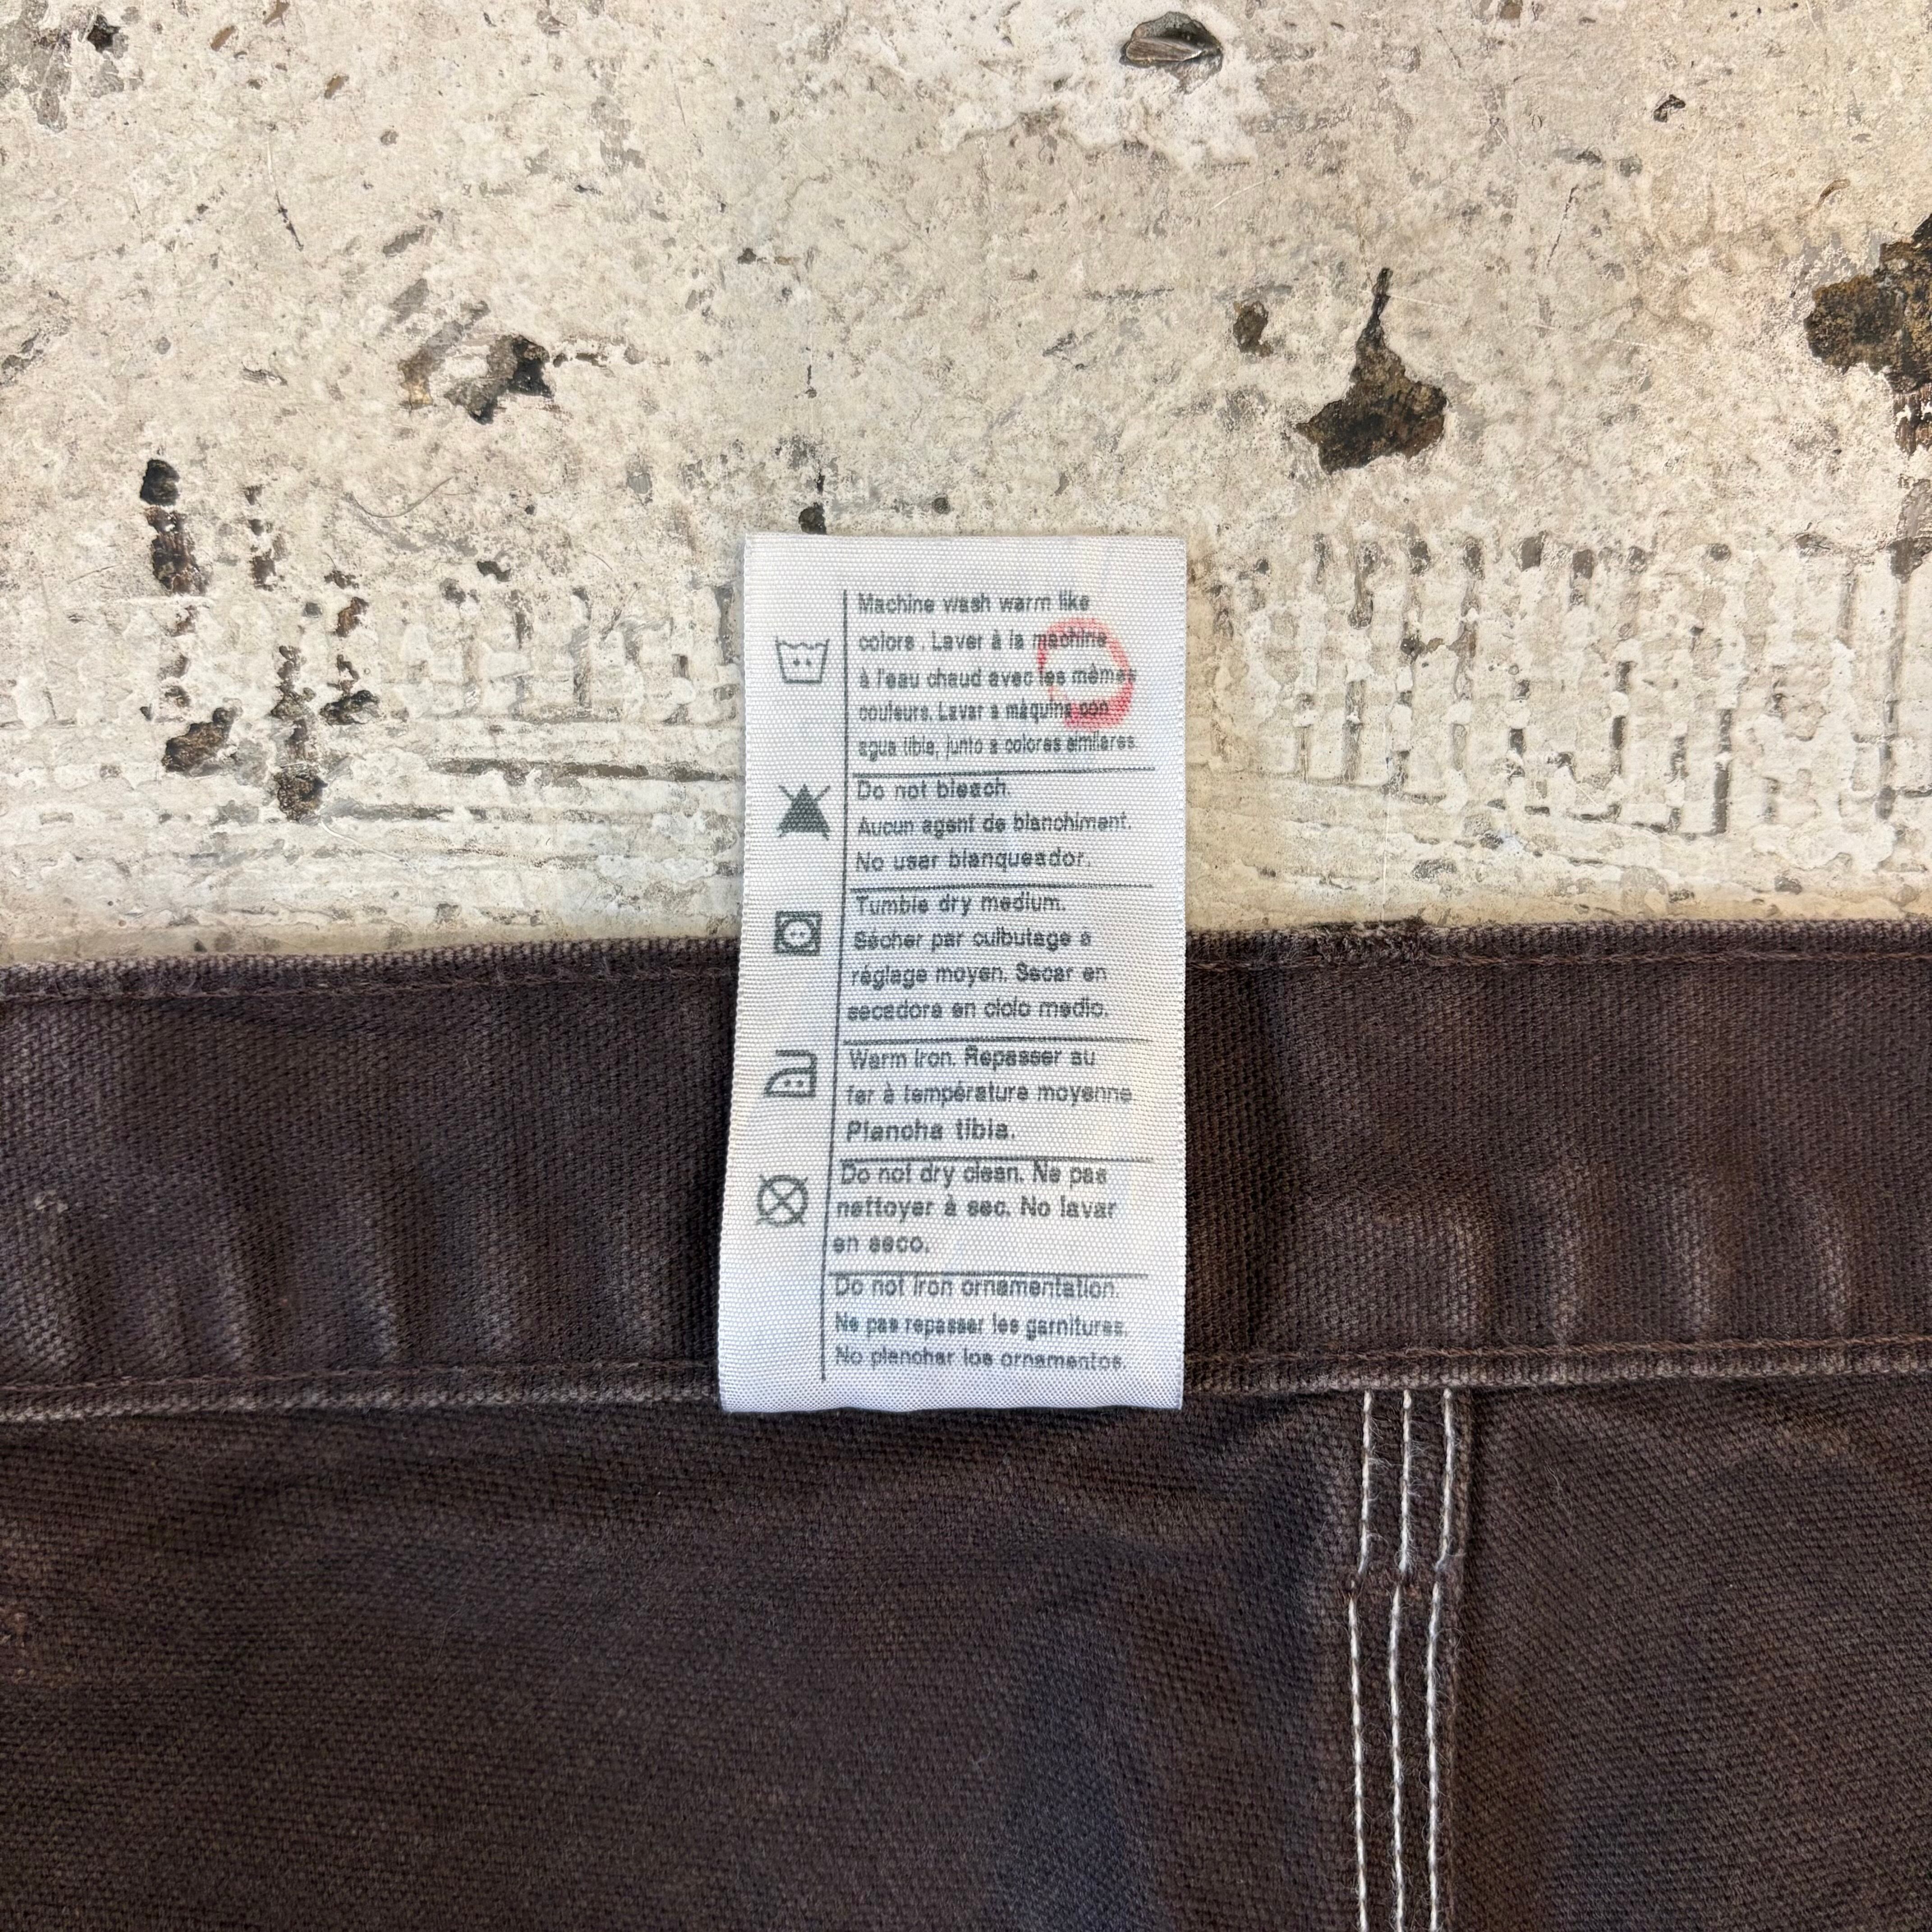 Machine wash warm like
colors . Laver à la machine
à l'eau chaud avec les mêmes
couleurs. Lavar a máquina con
agua tibia, junto a colores similares.
Do not bleach.
Aucun agent de blanchiment.
No usar blanqueador.
Tumble dry medium.
Sécher par culbutage a
réglage moyen. Secar en
secadora en ciclo medio.
Warm iron. Repasser au
fer à température moyenne
Plancha tibia.
Do not dry clean. Ne pas
nettoyer à sec. No lavar
en seco.
Do not iron ornamentation.
Ne pas repasser les garnitures.
No planchar los ornamentos.